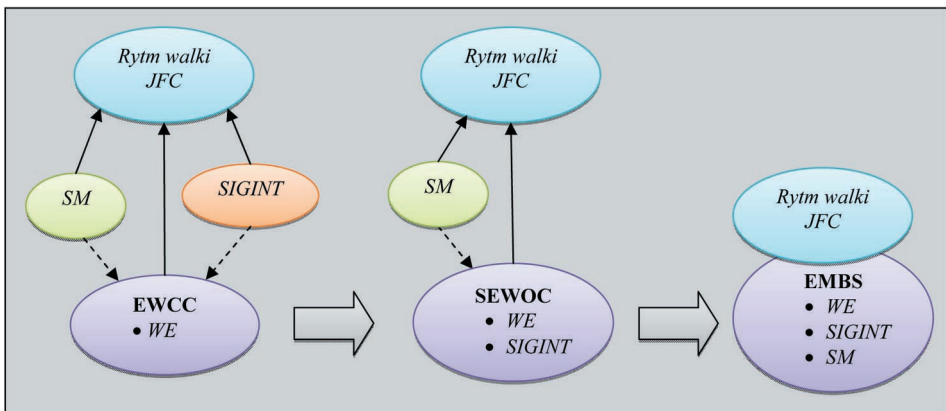 Rytm walki
JFC
SM
SIGINT
EWCC
• WE
Rytm walki
JFC
SM
SEWOC
• WE
• SIGINT
Rytm walki
JFC
EMBS
• WE
• SIGINT
• SM